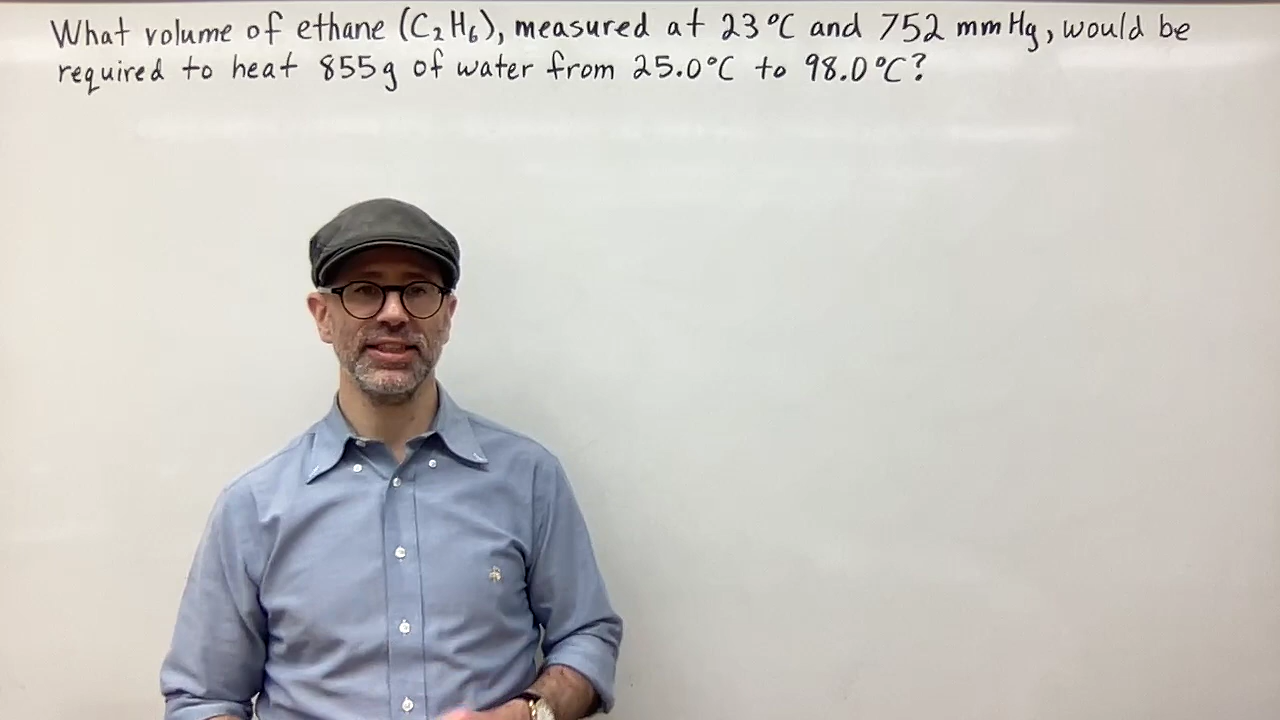 What volume of ethane (C₂H₆), measured at 23°C and 752 mmHg, would be
required to heat 855g of water from 25.0°C to 98.0°C?